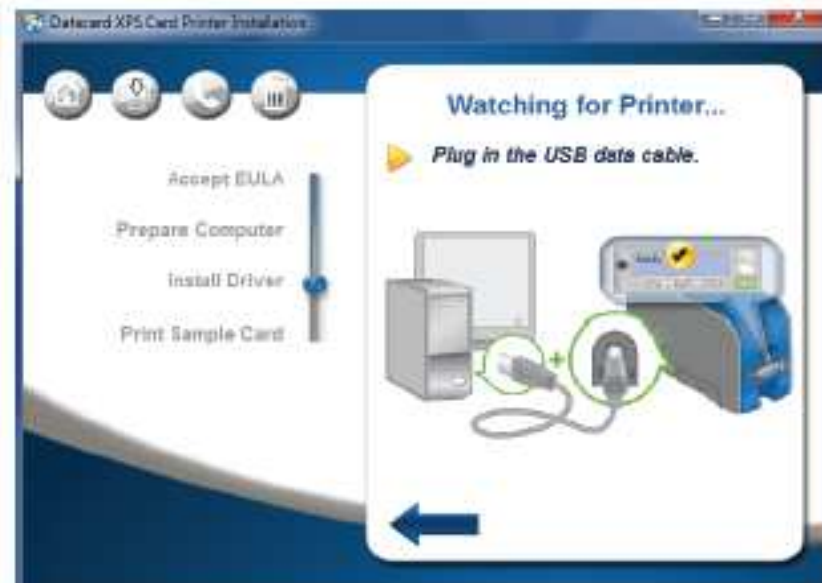 Datacard XPS Card Printer Installation
Watching for Printer...
Plug in the USB data cable.
Accept EULA
Prepare Computer
Install Driver
Print Sample Card
Ready